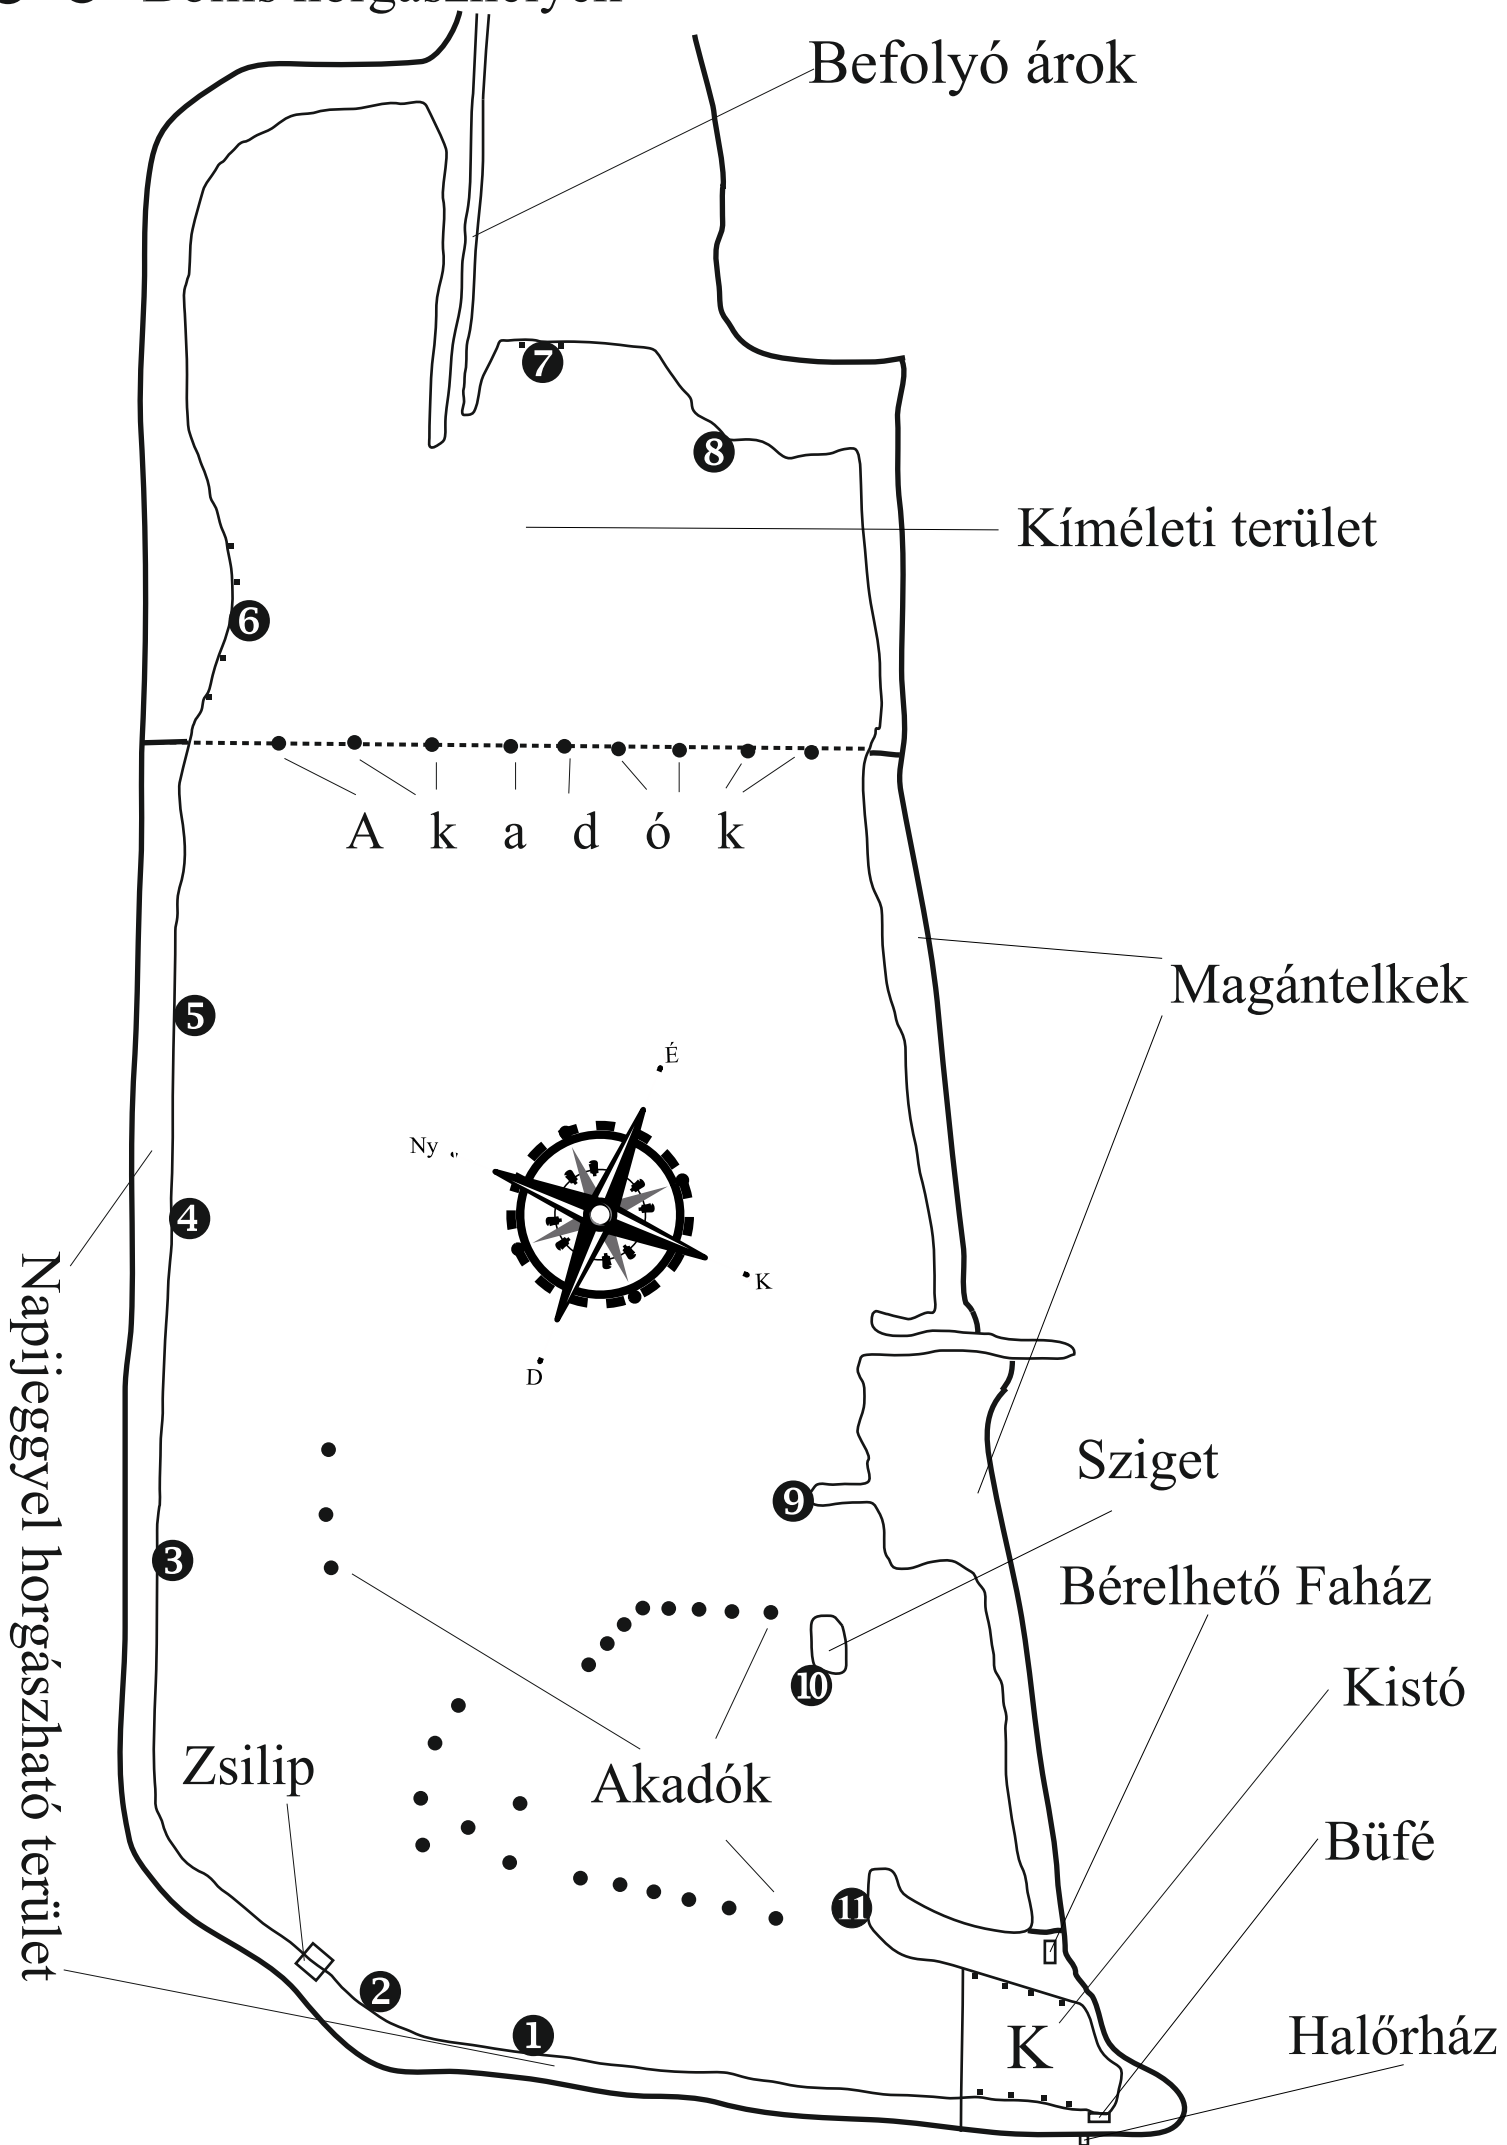 Befolyó árok
7
8
Kíméleti terület
6
A k a d ó k
Magántelkek
5
É
Ny
4
K
D
Napijeggyel horgászható terület
Sziget
9
3
Bérelhető Faház
10
Kistó
Zsilip
Akadók
Büfé
11
2
1
K
Halőrház